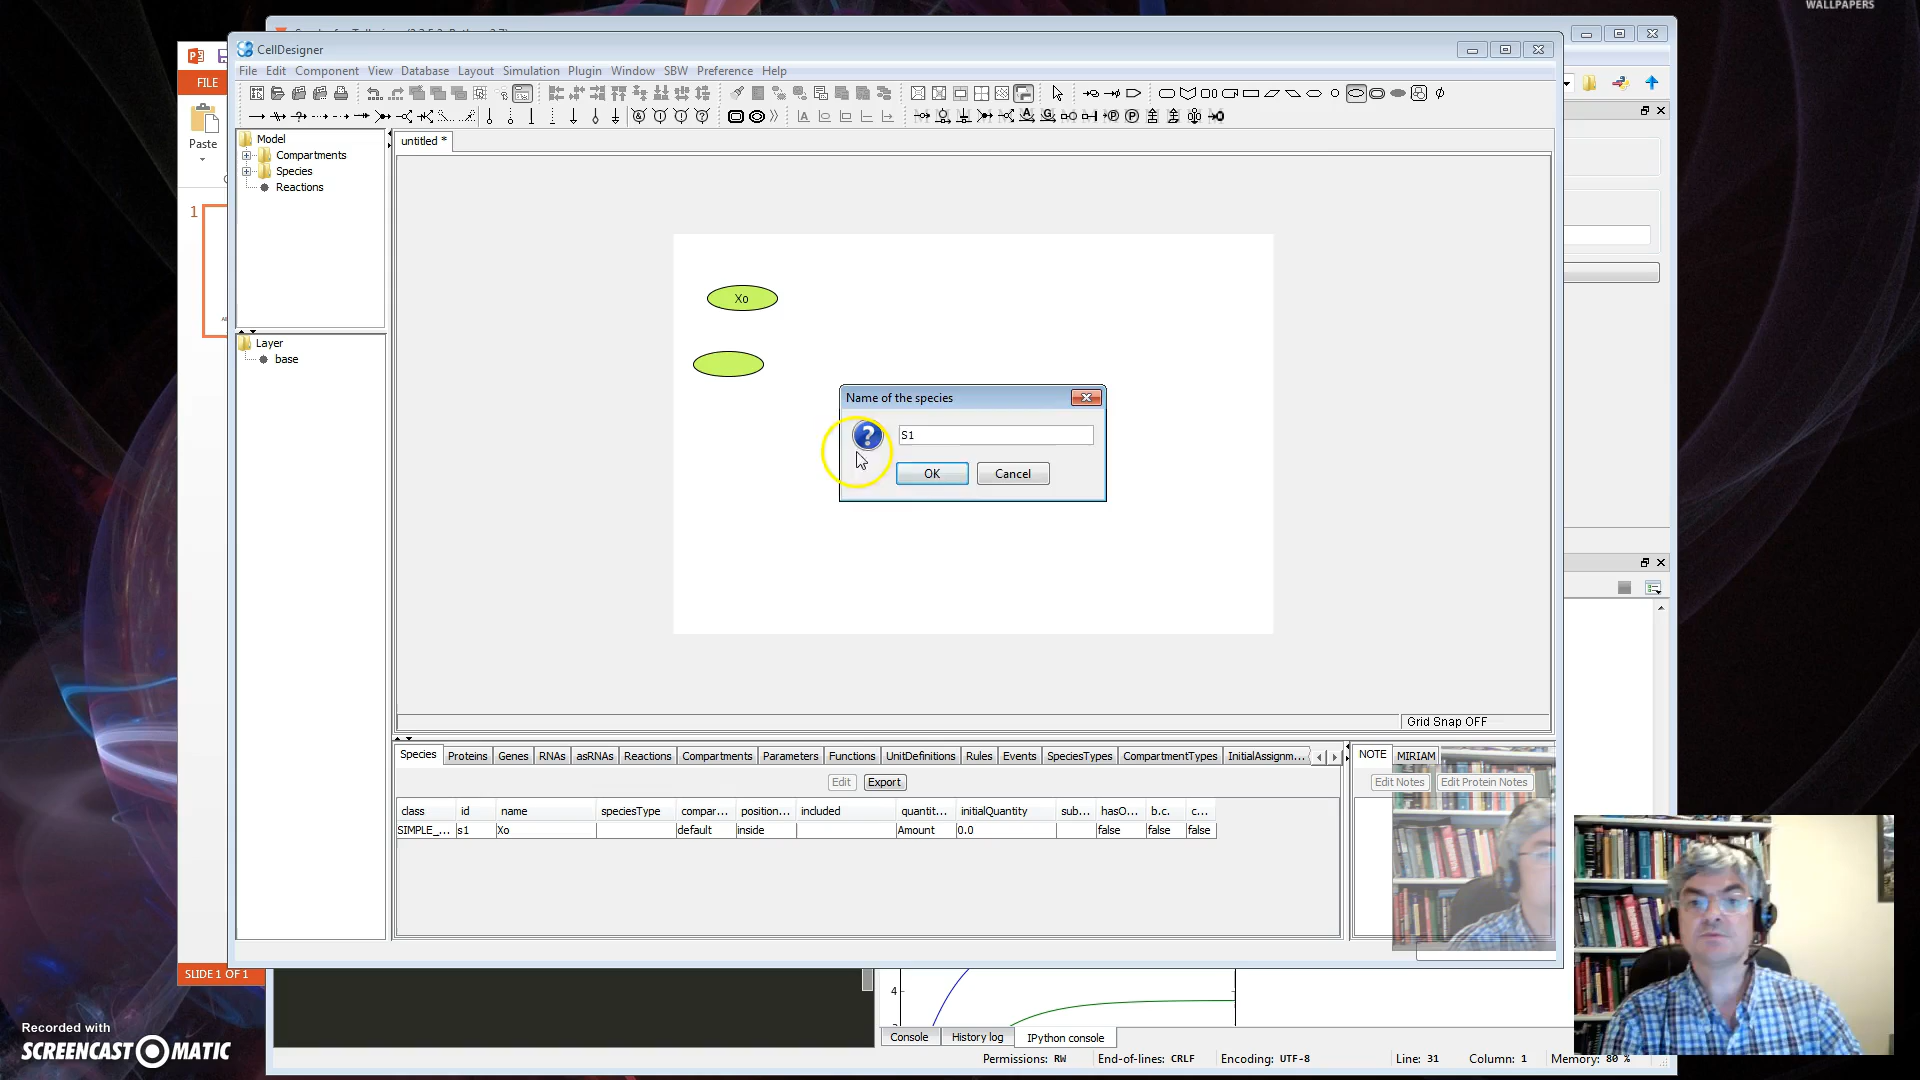 WALLPAPERS
CellDesigner
File Edit Component View Database Layout Simulation Plugin Window SBW Preference Help
FILE
Paste
1
Model
Compartments
Species
Reactions
untitled *
Layer
base
Xo
Name of the species
S1
OK Cancel
Grid Snap OFF
Species Proteins Genes RNAs asRNAs Reactions Compartments Parameters Functions UnitDefinitions Rules Events SpeciesTypes CompartmentTypes InitialAssignm...
NOTE MIRIAM
Edit Export
Edit Notes Edit Protein Notes
class id name speciesType compar... position... included quantit... initialQuantity sub... hasO... b.c. c...
SIMPLE_... s1 Xo default inside Amount 0.0 false false false
SLIDE 1 OF 1
4
Console History log IPython console
Permissions: RW End-of-lines: CRLF Encoding: UTF-8 Line: 31 Column: 1 Memory: 80 %
Recorded with
SCREENCAST-O-MATIC